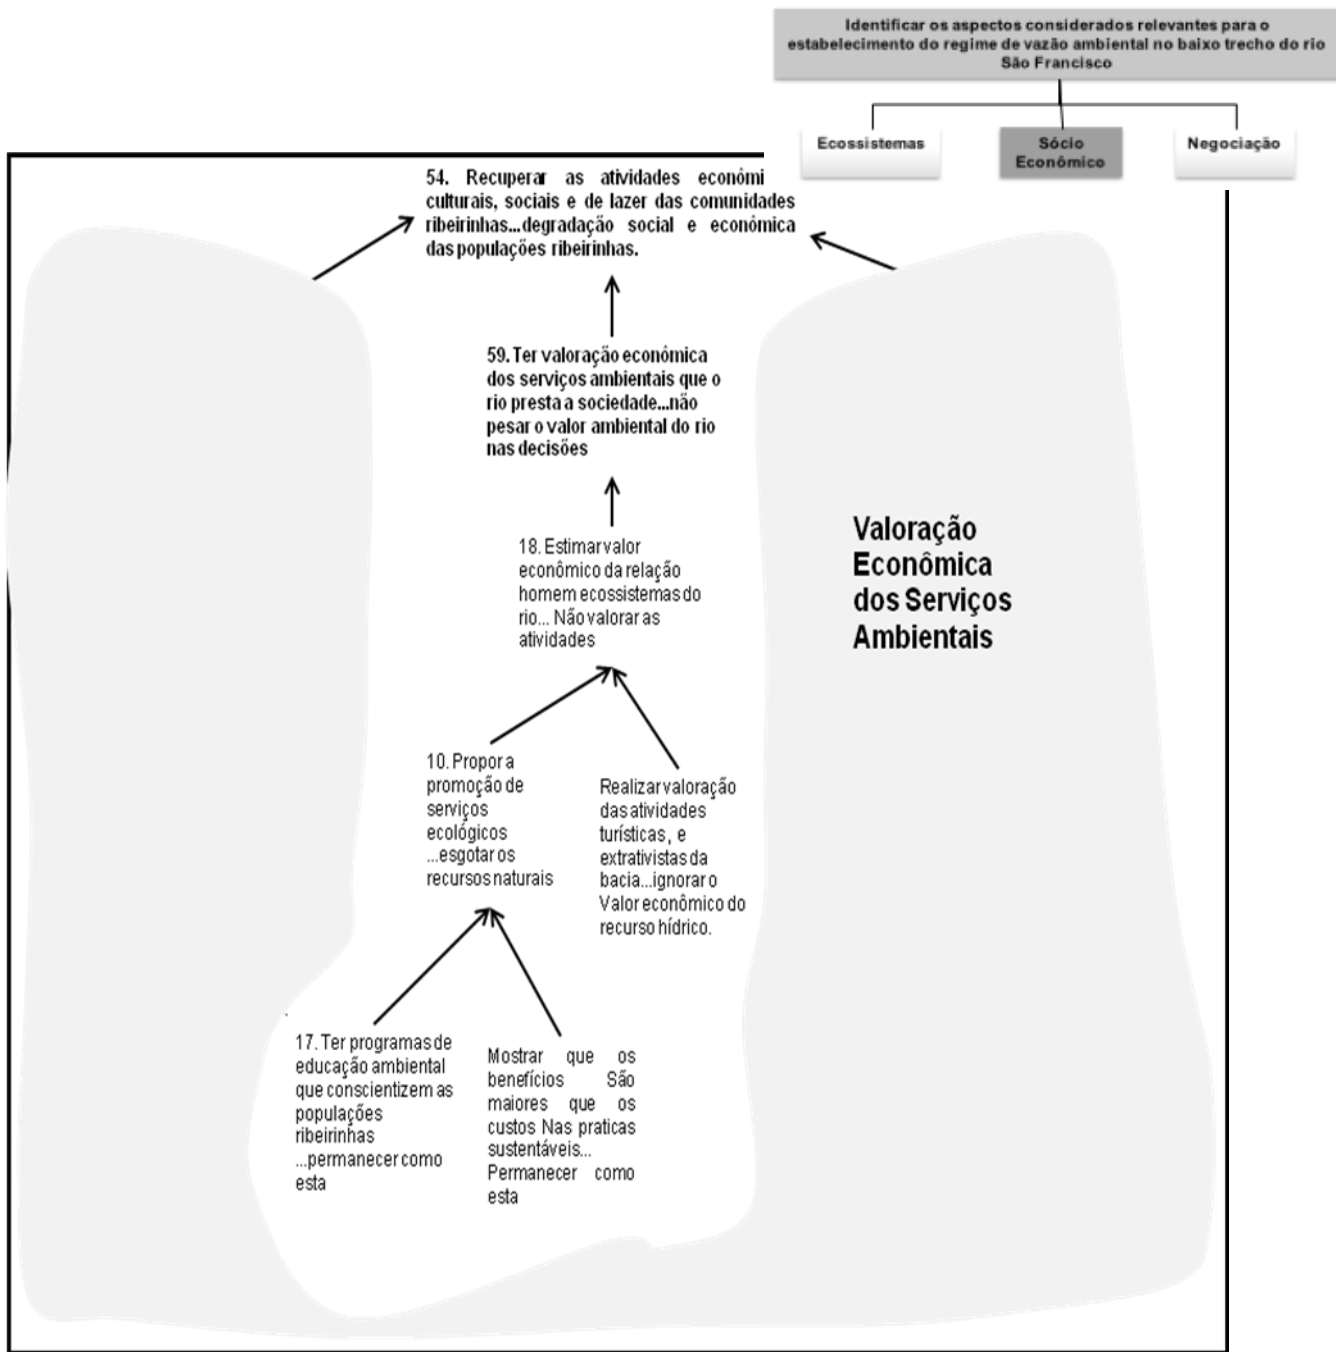 Identificar os aspectos considerados relevantes para o
estabelecimento do regime de vazão ambiental no baixo trecho do rio
São Francisco
Ecossistemas
Sócio
Econômico
Negociação
54. Recuperar as atividades econômi
culturais, sociais e de lazer das comunidades
ribeirinhas...degradação social e econômica
das populações ribeirinhas.
59. Ter valoração econômica
dos serviços ambientais que o
rio presta a sociedade...não
pesar o valor ambiental do rio
nas decisões
18. Estimar valor
econômico da relação
homem ecossistemas do
rio... Não valorar as
atividades
Valoração
Econômica
dos Serviços
Ambientais
10. Propor a
promoção de
serviços
ecológicos
...esgotar os
recursos naturais
Realizar valoração
das atividades
turísticas, e
extrativistas da
bacia...ignorar o
Valor econômico do
recurso hídrico.
17. Ter programas de
educação ambiental
que conscientizem as
populações
ribeirinhas
...permanecer como
esta
Mostrar que os
benefícios São
maiores que os
custos Nas praticas
sustentáveis...
Permanecer como
esta